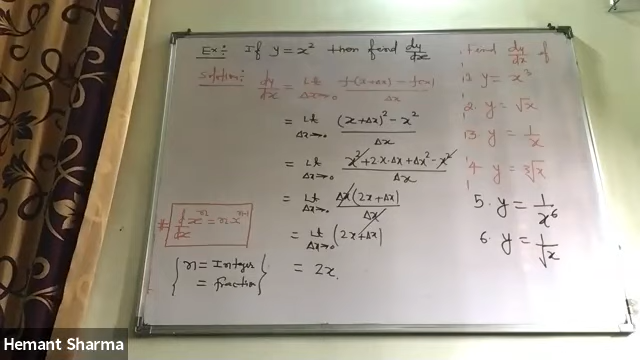 Ex:- If y = x² then find dy/dx
Solution:- dy/dx = Lt Δx→0 f(x+Δx) − f(x) / Δx
= Lt Δx→0 (x+Δx)² − x² / Δx
= Lt Δx→0 x² + 2x·Δx + Δx² − x² / Δx
= Lt Δx→0 Δx(2x+Δx) / Δx
= Lt Δx→0 (2x+Δx)
= 2x.
* d/dx xⁿ = n xⁿ⁻¹
{ n = Integer
= fraction }
Find dy/dx of
1. y = x³
2. y = √x
3. y = 1/x
4. y = ³√x
5. y = 1/x⁶
6. y = 1/√x
Hemant Sharma